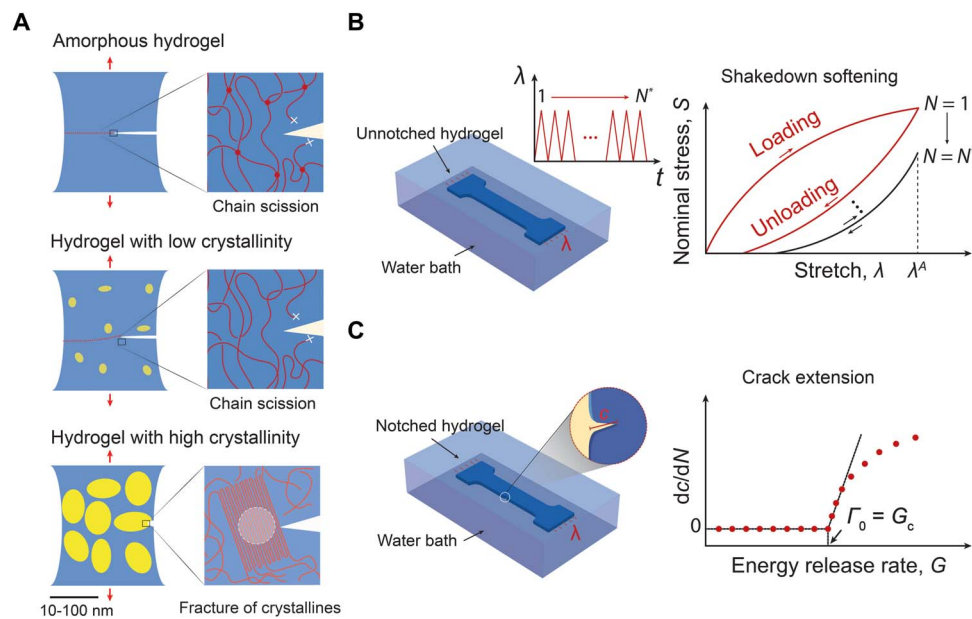 A
Amorphous hydrogel
Chain scission
Hydrogel with low crystallinity
Chain scission
Hydrogel with high crystallinity
10-100 nm
Fracture of crystallines
B
λ
1
N*
...
t
Unnotched hydrogel
λ
Water bath
Shakedown softening
Nominal stress, S
Loading
Unloading
N = 1
N = N
Stretch, λ
λᴬ
C
c
Notched hydrogel
λ
Water bath
Crack extension
dc/dN
0
Γ₀ = G꜀
Energy release rate, G